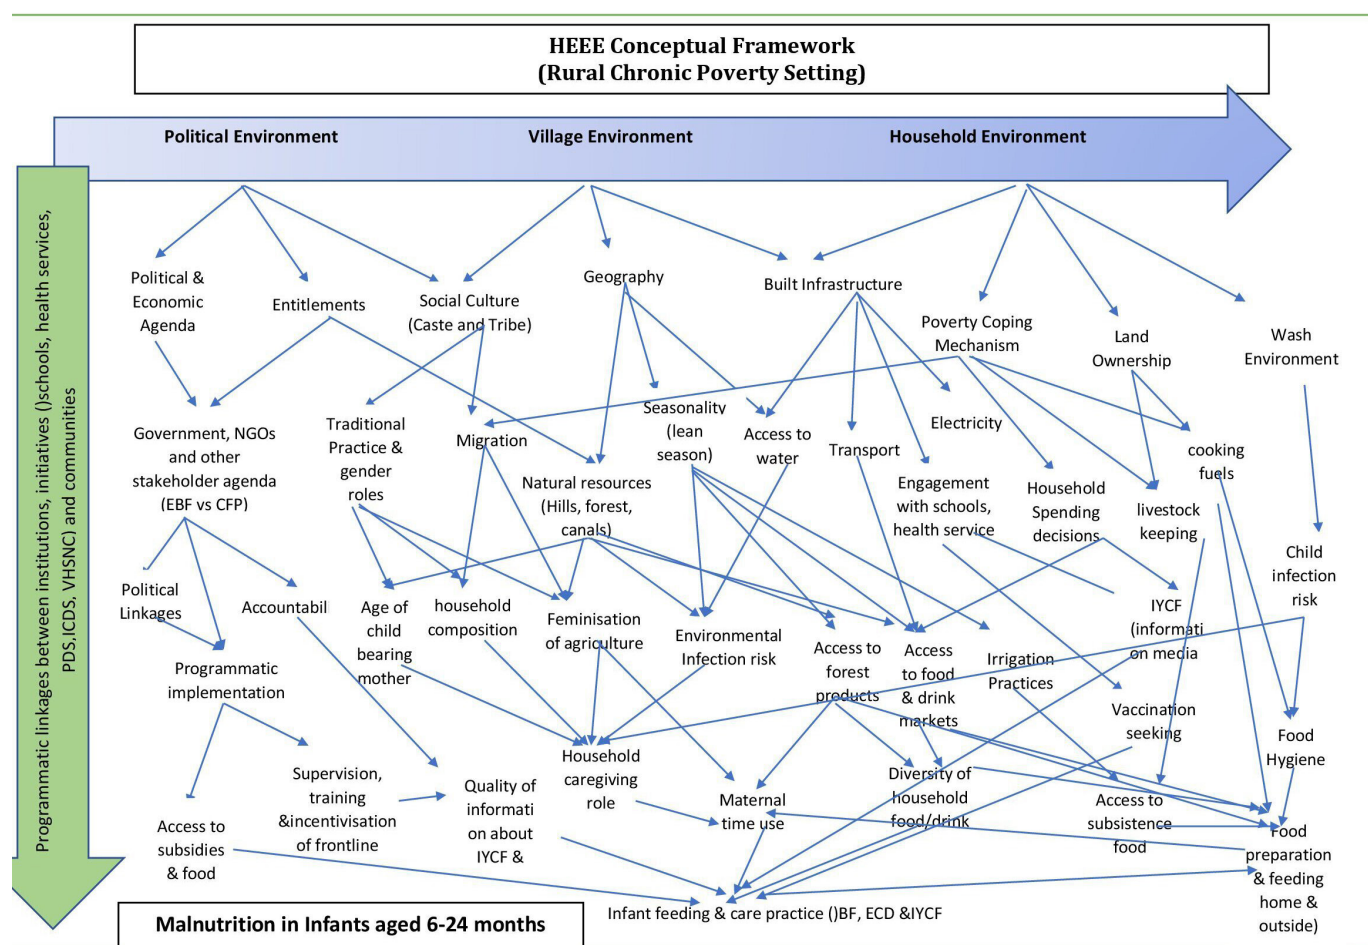 HEEE Conceptual Framework
(Rural Chronic Poverty Setting)
Political Environment
Village Environment
Household Environment
Programmatic linkages between institutions, initiatives ()schools, health services,
PDS,ICDS, VHSNC) and communities
Political &
Economic
Agenda
Entitlements
Social Culture
(Caste and Tribe)
Geography
Built Infrastructure
Poverty Coping
Mechanism
Land
Ownership
Wash
Environment
Government, NGOs
and other
stakeholder agenda
(EBF vs CFP)
Traditional
Practice &
gender
roles
Migration
Natural resources
(Hills, forest,
canals)
Seasonality
(lean
season)
Access to
water
Transport
Electricity
Engagement
with schools,
health service
Household
Spending
decisions
cooking
fuels
livestock
keeping
Child
infection
risk
Political
Linkages
Accountabil
Age of
child
bearing
mother
household
composition
Feminisation
of agriculture
Environmental
Infection risk
Access to
forest
products
Access
to food
& drink
markets
Irrigation
Practices
IYCF
(informati
on media
Vaccination
seeking
Programmatic
implementation
Food
Hygiene
Supervision,
training
&incentivisation
of frontline
Quality of
informati
on about
IYCF &
Household
caregiving
role
Maternal
time use
Diversity of
household
food/drink
Access to
subsistence
food
Access to
subsidies
& food
Food
preparation
& feeding
home &
outside)
Infant feeding & care practice ()BF, ECD &IYCF
Malnutrition in Infants aged 6-24 months